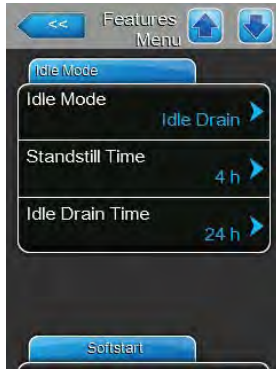 << Features
Menu
Idle Mode
Idle Mode
Idle Drain
Standstill Time
4 h
Idle Drain Time
24 h
Softstart